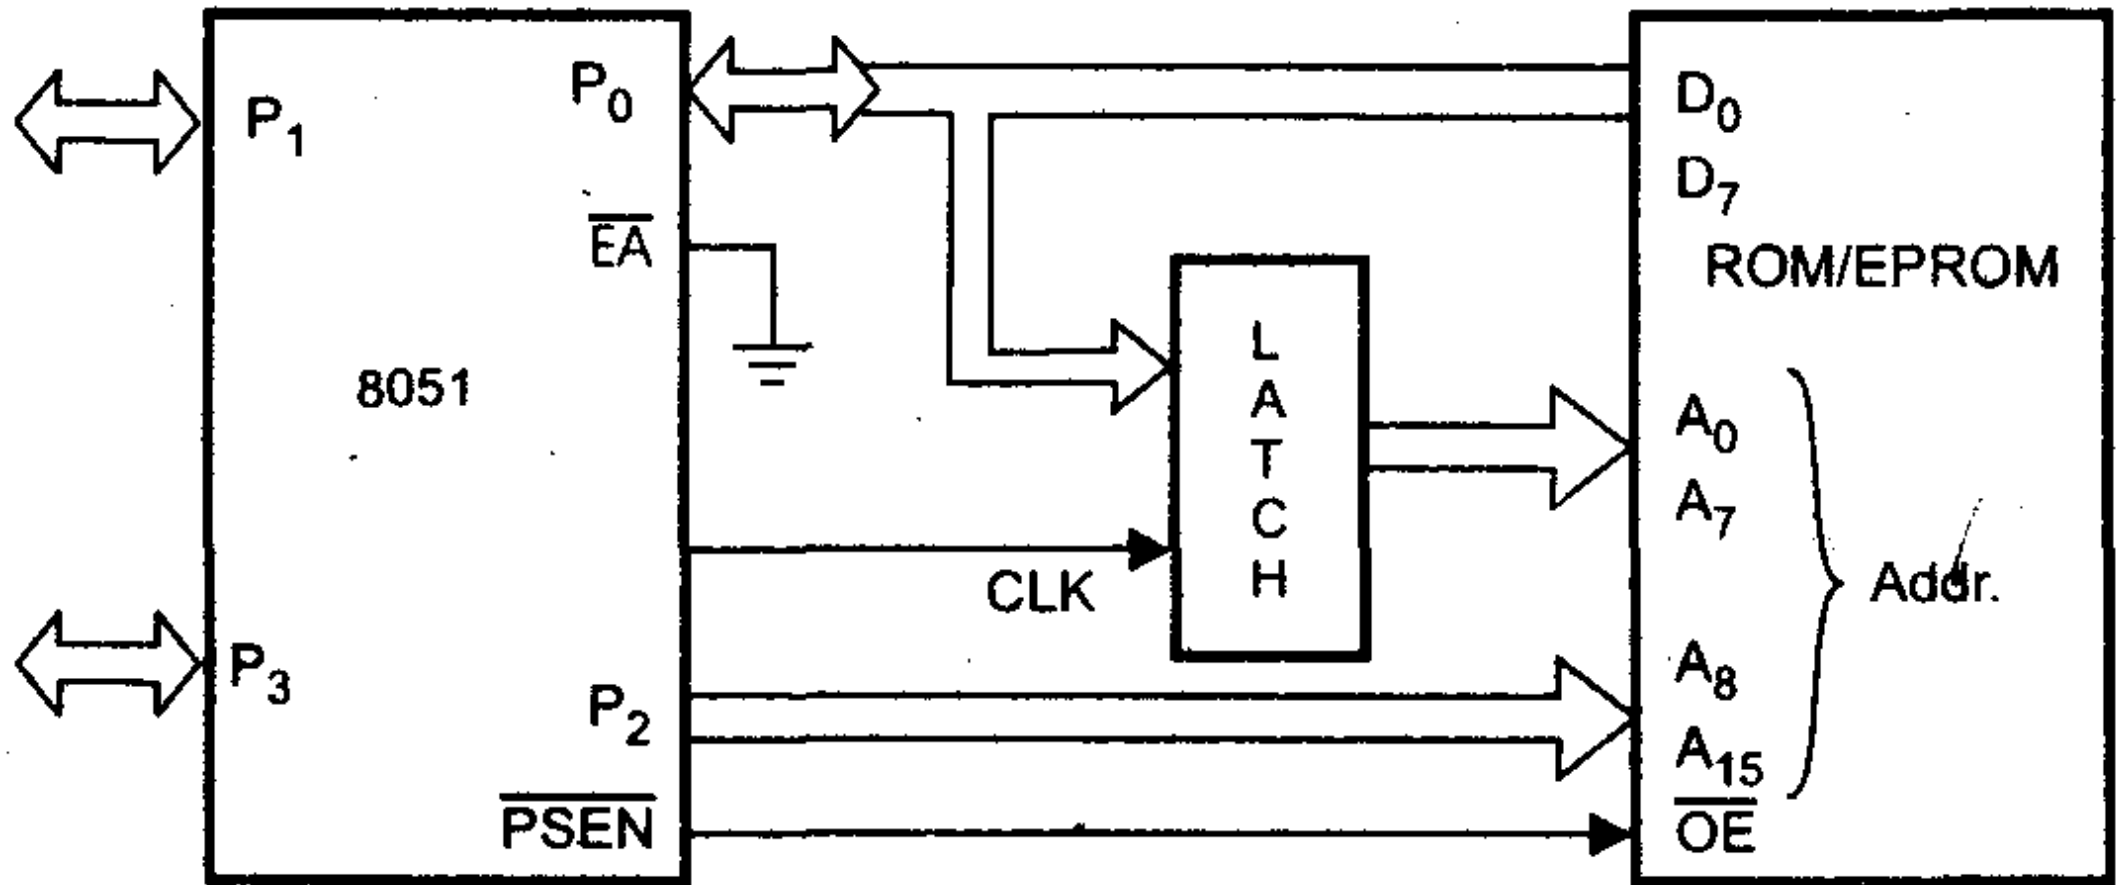 P1
P0
EA
8051
P3
P2
PSEN
CLK
LATCH
D0
D7
ROM/EPROM
A0
A7
Addr.
A8
A15
OE